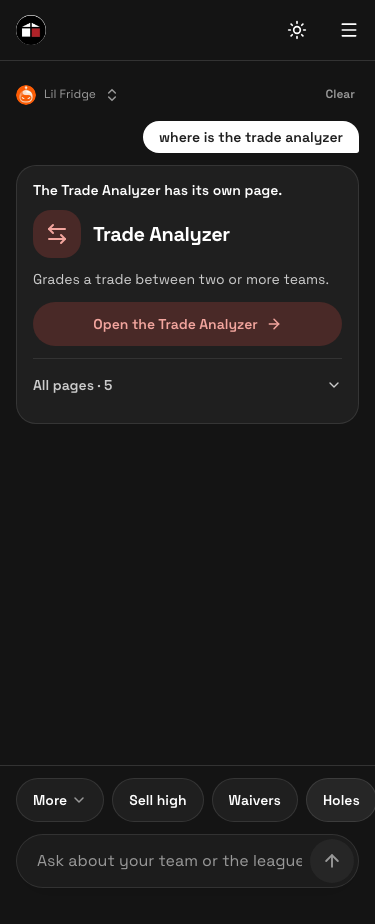 Lil Fridge
Clear
where is the trade analyzer
The Trade Analyzer has its own page.
Trade Analyzer
Grades a trade between two or more teams.
Open the Trade Analyzer
All pages · 5
More
Sell high
Waivers
Holes
Ask about your team or the league